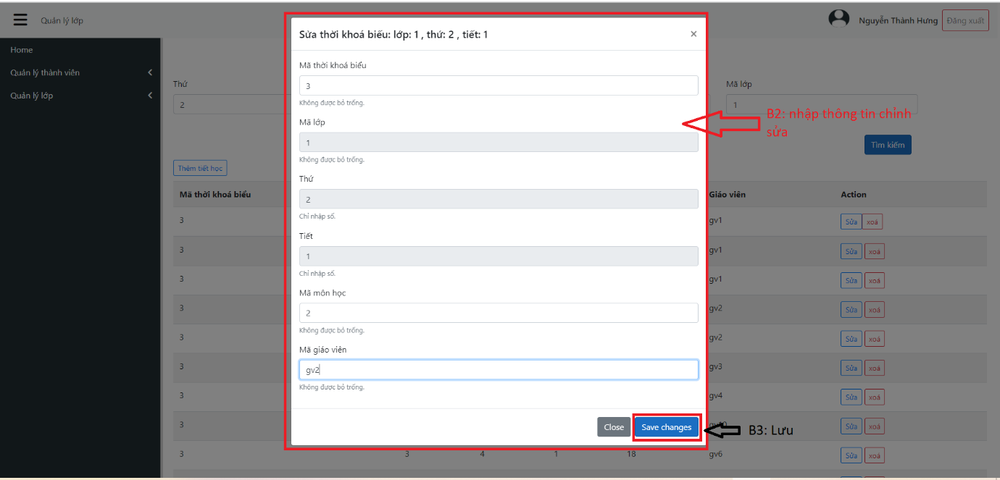 Quản lý lớp
Nguyễn Thành Hưng
Đăng xuất
Home
Quản lý thành viên
Quản lý lớp
Thứ
2
Mã lớp
1
Tìm kiếm
Thêm tiết học
Sửa thời khoá biểu: lớp: 1 , thứ: 2 , tiết: 1
×
Mã thời khoá biểu
3
Không được bỏ trống.
Mã lớp
1
Không được bỏ trống.
Thứ
2
Chỉ nhập số.
Tiết
1
Chỉ nhập số.
Mã môn học
2
Không được bỏ trống.
Mã giáo viên
gv2
Không được bỏ trống.
Close
Save changes
B2: nhập thông tin chỉnh
sửa
B3: Lưu
Mã thời khoá biểu Giáo viên Action
3 gv1 Sửa xoá
3 gv1 Sửa xoá
3 gv1 Sửa xoá
3 gv2 Sửa xoá
3 gv2 Sửa xoá
3 gv3 Sửa xoá
3 gv4 Sửa xoá
3 gv10 Sửa xoá
3 3 4 1 18 gv6 Sửa xoá